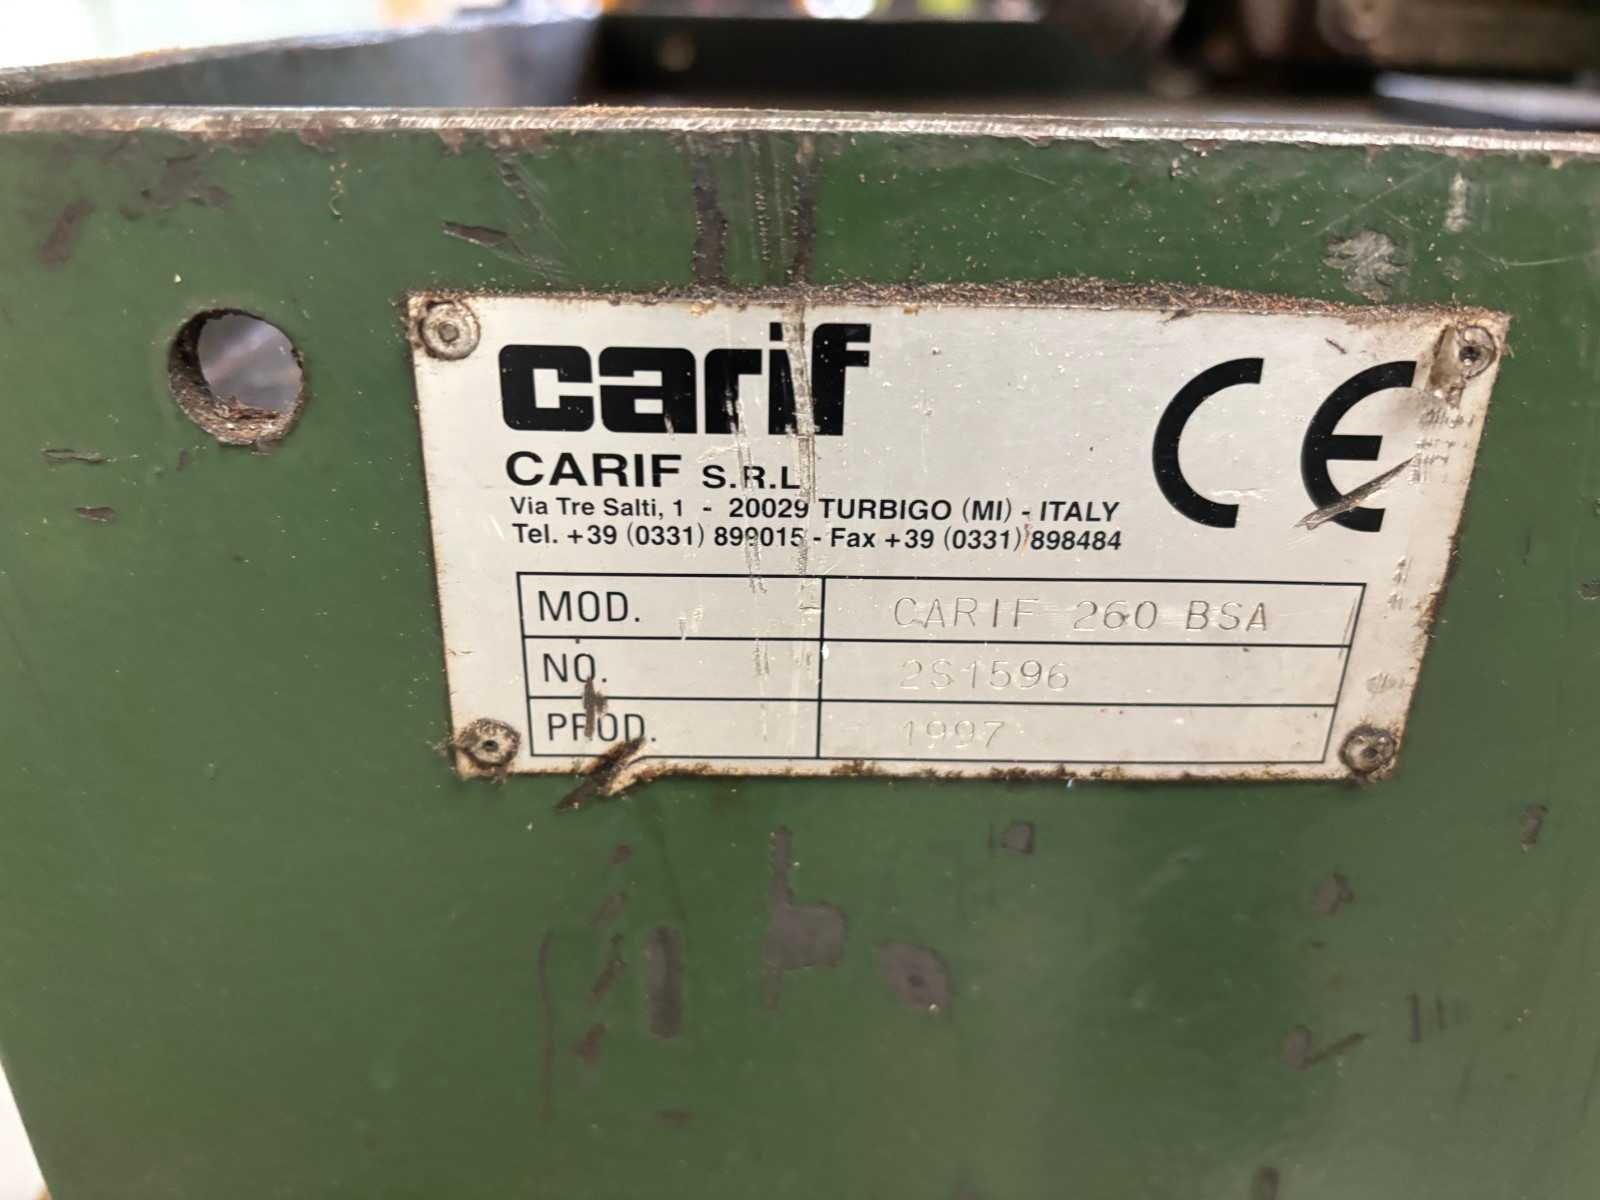 carif
CE
CARIF S.R.L.
Via Tre Salti, 1 - 20029 TURBIGO (MI) - ITALY
Tel. +39 (0331) 899015 - Fax +39 (0331) 898484
MOD. CARIF 260 BSA
NO. 2S1596
PROD. 1997